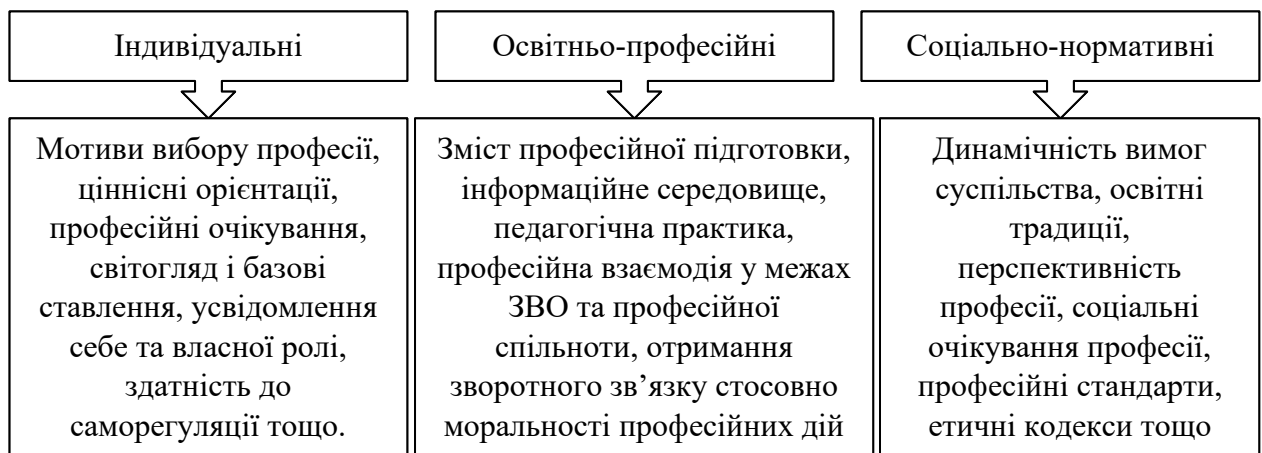 Індивідуальні
Освітньо-професійні
Соціально-нормативні
Мотиви вибору професії,
ціннісні орієнтації,
професійні очікування,
світогляд і базові
ставлення, усвідомлення
себе та власної ролі,
здатність до
саморегуляції тощо.
Зміст професійної підготовки,
інформаційне середовище,
педагогічна практика,
професійна взаємодія у межах
ЗВО та професійної
спільноти, отримання
зворотного зв’язку стосовно
моральності професійних дій
Динамічність вимог
суспільства, освітні
традиції,
перспективність
професії, соціальні
очікування професії,
професійні стандарти,
етичні кодекси тощо